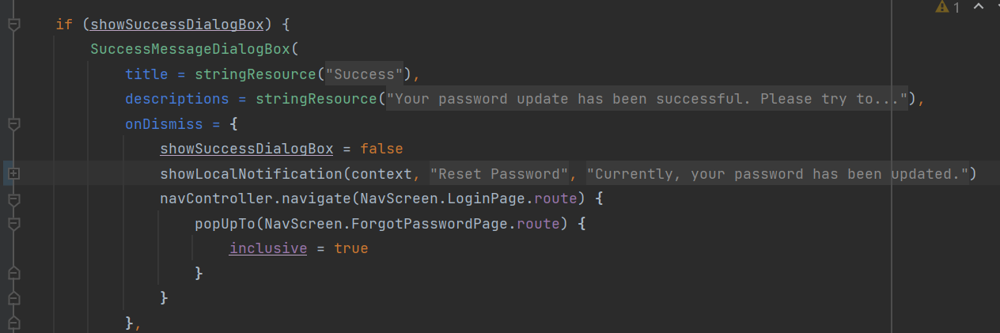 1
if (showSuccessDialogBox) {
SuccessMessageDialogBox(
title = stringResource("Success"),
descriptions = stringResource("Your password update has been successful. Please try to..."),
onDismiss = {
showSuccessDialogBox = false
showLocalNotification(context, "Reset Password", "Currently, your password has been updated.")
navController.navigate(NavScreen.LoginPage.route) {
popUpTo(NavScreen.ForgotPasswordPage.route) {
inclusive = true
}
}
},